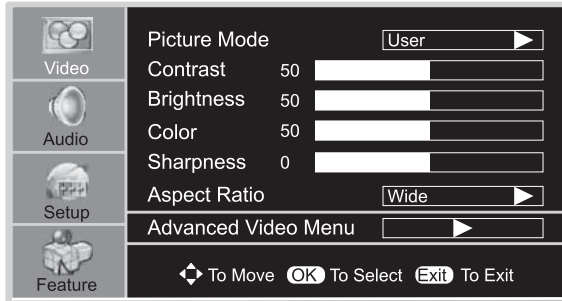 Video
Audio
Setup
Feature
Picture Mode User
Contrast 50
Brightness 50
Color 50
Sharpness 0
Aspect Ratio Wide
Advanced Video Menu
To Move OK To Select Exit To Exit